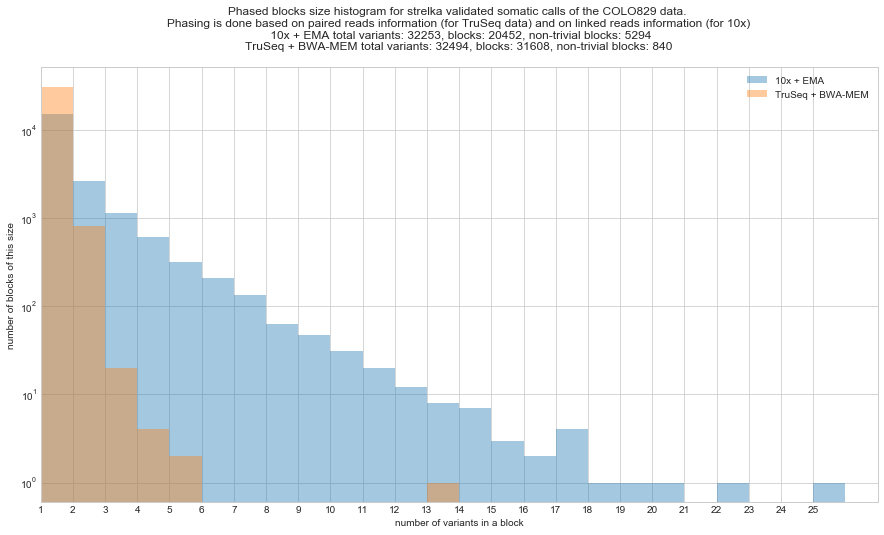 Phased blocks size histogram for strelka validated somatic calls of the COLO829 data.
Phasing is done based on paired reads information (for TruSeq data) and on linked reads information (for 10x)
10x + EMA total variants: 32253, blocks: 20452, non-trivial blocks: 5294
TruSeq + BWA-MEM total variants: 32494, blocks: 31608, non-trivial blocks: 840
10x + EMA
TruSeq + BWA-MEM
number of blocks of this size
10⁴
10³
10²
10¹
10⁰
1 2 3 4 5 6 7 8 9 10 11 12 13 14 15 16 17 18 19 20 21 22 23 24 25
number of variants in a block